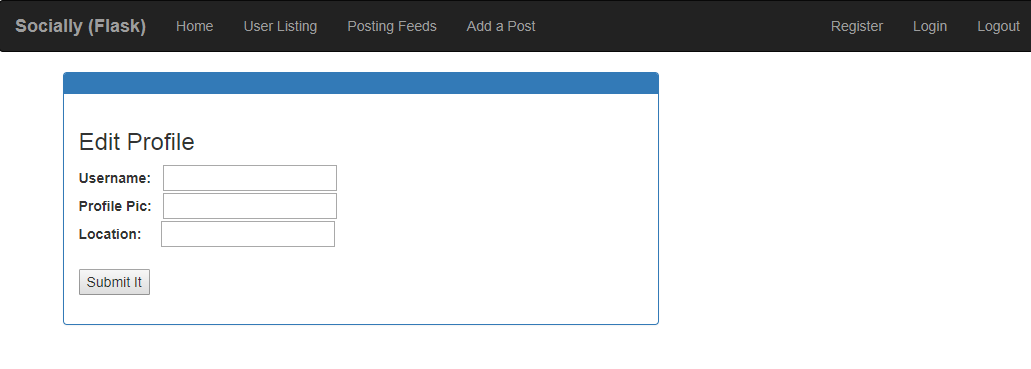 Socially (Flask) Home User Listing Posting Feeds Add a Post Register Login Logout
Edit Profile
Username:
Profile Pic:
Location:
Submit It